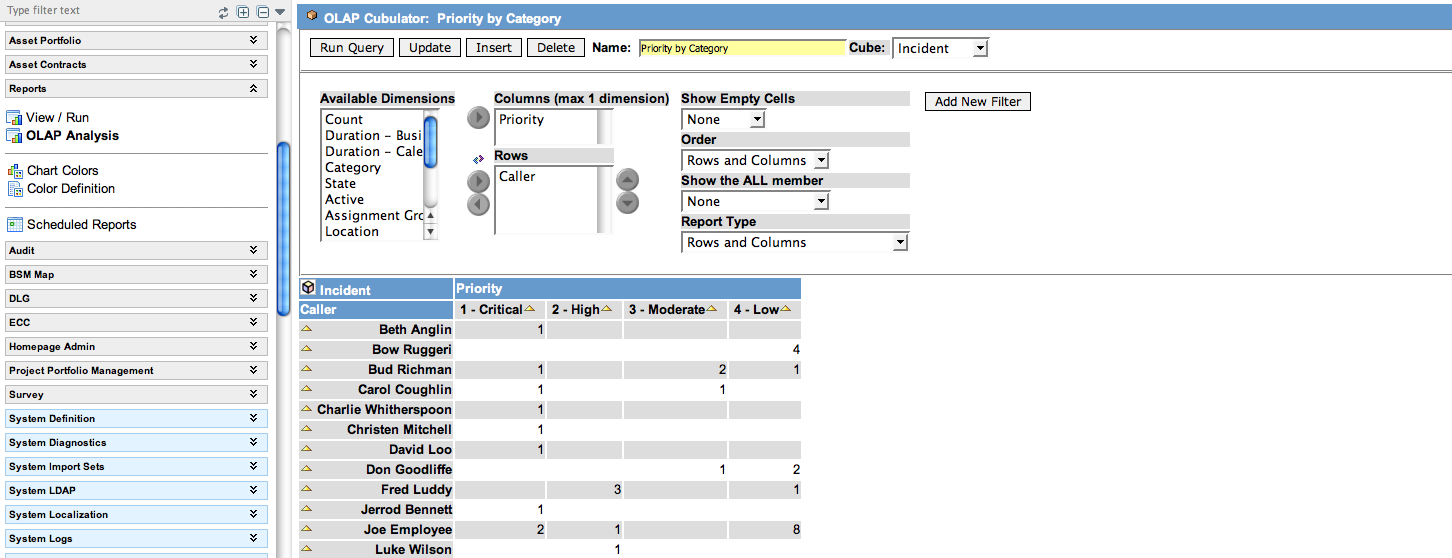 Type filter text
Asset Portfolio
Asset Contracts
Reports
View / Run
OLAP Analysis
Chart Colors
Color Definition
Scheduled Reports
Audit
BSM Map
DLG
ECC
Homepage Admin
Project Portfolio Management
Survey
System Definition
System Diagnostics
System Import Sets
System LDAP
System Localization
System Logs
OLAP Cubulator: Priority by Category
Run Query Update Insert Delete Name: Priority by Category Cube: Incident
Available Dimensions
Count
Duration - Busi
Duration - Cale
Category
State
Active
Assignment Grc
Location
Columns (max 1 dimension)
Priority
Rows
Caller
Show Empty Cells
None
Order
Rows and Columns
Show the ALL member
None
Report Type
Rows and Columns
Add New Filter
Incident Priority
Caller 1 - Critical 2 - High 3 - Moderate 4 - Low
Beth Anglin 1
Bow Ruggeri 4
Bud Richman 1 2 1
Carol Coughlin 1 1
Charlie Whitherspoon 1
Christen Mitchell 1
David Loo 1
Don Goodliffe 1 2
Fred Luddy 3 1
Jerrod Bennett 1
Joe Employee 2 1 8
Luke Wilson 1